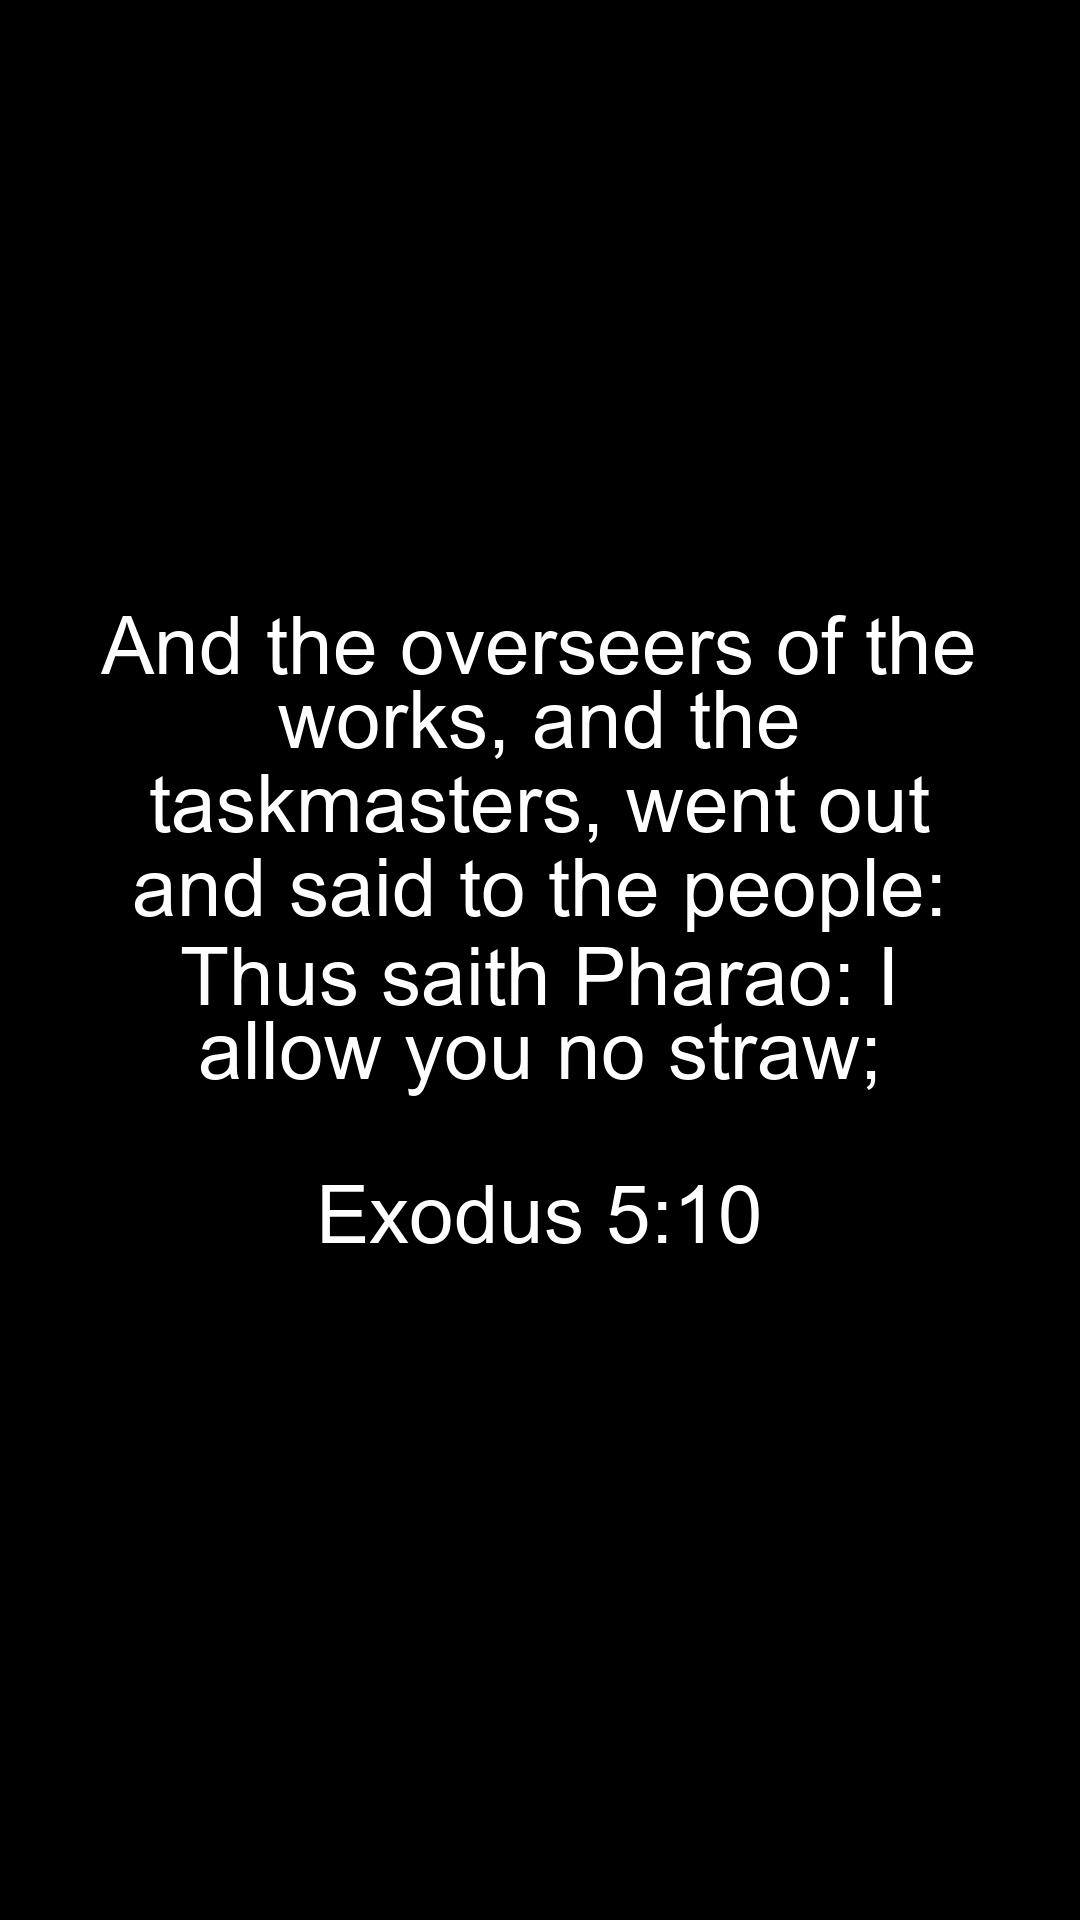 And the overseers of the
works, and the
taskmasters, went out
and said to the people:
Thus saith Pharao: I
allow you no straw;
Exodus 5:10